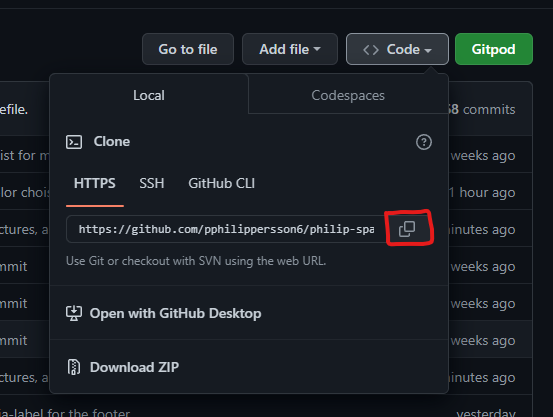 Go to file Add file Code Gitpod
Local Codespaces
efile. 68 commits
Clone
ist for m weeks ago
HTTPS SSH GitHub CLI
lor chois 1 hour ago
https://github.com/pphilippersson6/philip-spa
ctures, a inutes ago
Use Git or checkout with SVN using the web URL.
mmit weeks ago
Open with GitHub Desktop
mmit weeks ago
mmit weeks ago
Download ZIP
ctures, a inutes ago
ia-label for the footer yesterday